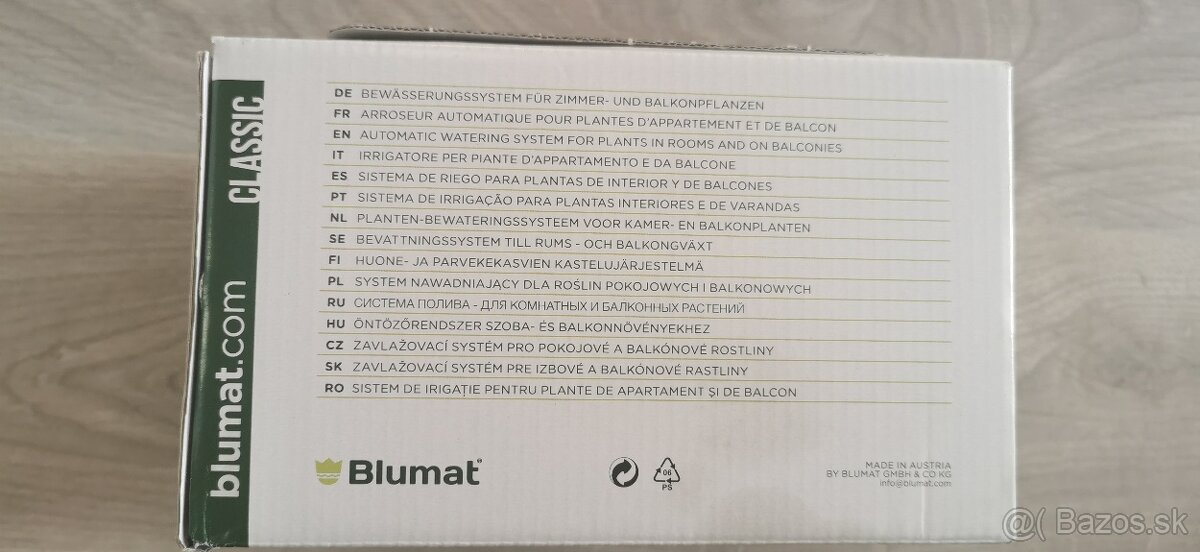 CLASSIC
blumat.com
DE BEWÄSSERUNGSSYSTEM FÜR ZIMMER- UND BALKONPFLANZEN
FR ARROSEUR AUTOMATIQUE POUR PLANTES D'APPARTEMENT ET DE BALCON
EN AUTOMATIC WATERING SYSTEM FOR PLANTS IN ROOMS AND ON BALCONIES
IT IRRIGATORE PER PIANTE D'APPARTAMENTO E DA BALCONE
ES SISTEMA DE RIEGO PARA PLANTAS DE INTERIOR Y DE BALCONES
PT SISTEMA DE IRRIGAÇÃO PARA PLANTAS INTERIORES E DE VARANDAS
NL PLANTEN-BEWATERINGSSYSTEEM VOOR KAMER- EN BALKONPLANTEN
SE BEVATTNINGSSYSTEM TILL RUMS - OCH BALKONGVÄXT
FI HUONE- JA PARVEKEKASVIEN KASTELUJÄRJESTELMÄ
PL SYSTEM NAWADNIAJĄCY DLA ROŚLIN POKOJOWYCH I BALKONOWYCH
RU СИСТЕМА ПОЛИВА - ДЛЯ КОМНАТНЫХ И БАЛКОННЫХ РАСТЕНИЙ
HU ÖNTÖZŐRENDSZER SZOBA- ÉS BALKONNÖVÉNYEKHEZ
CZ ZAVLAŽOVACÍ SYSTÉM PRO POKOJOVÉ A BALKÓNOVÉ ROSTLINY
SK ZAVLAŽOVACÍ SYSTÉM PRE IZBOVÉ A BALKÓNOVÉ RASTLINY
RO SISTEM DE IRIGAȚIE PENTRU PLANTE DE APARTAMENT ȘI DE BALCON
Blumat®
06
PS
MADE IN AUSTRIA
BY BLUMAT GMBH & CO KG
info@blumat.com
@( Bazos.sk